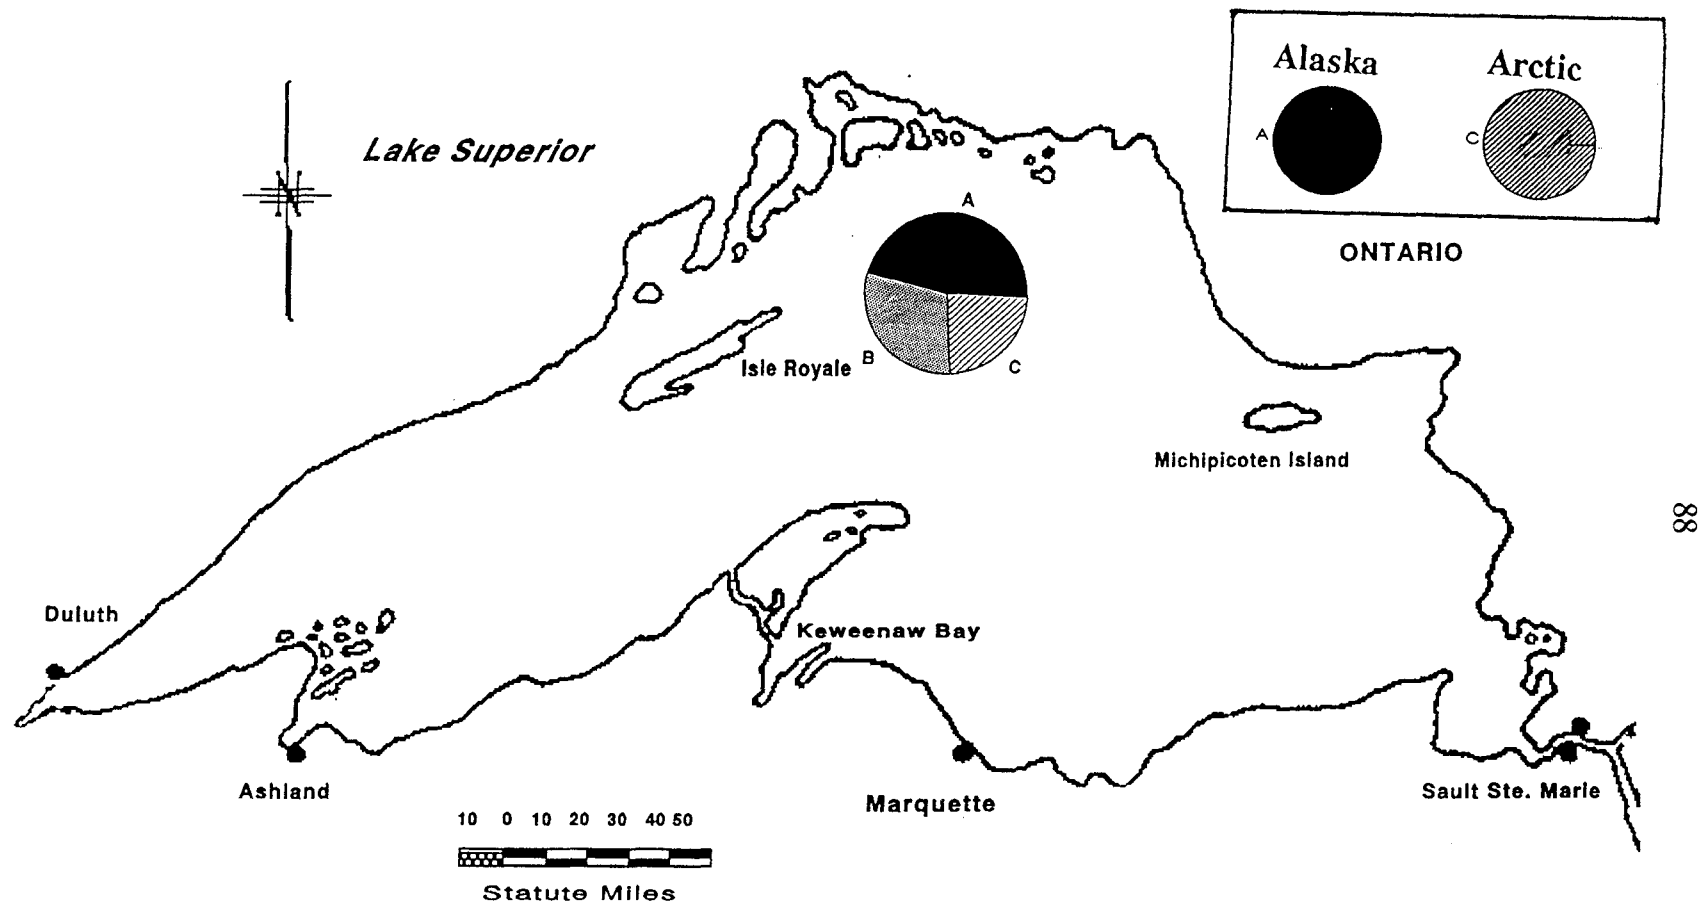 Alaska
Arctic
A
C
Lake Superior
A
ONTARIO
B
C
Isle Royale
Michipicoten Island
88
Duluth
Keweenaw Bay
Ashland
Marquette
Sault Ste. Marie
10 0 10 20 30 40 50
Statute Miles
N